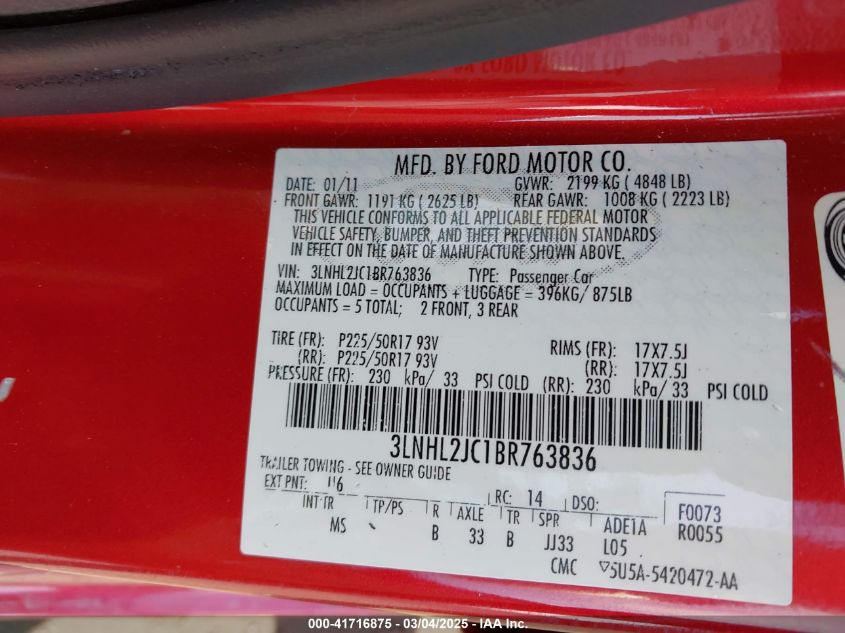 MFD. BY FORD MOTOR CO.
DATE: 01/11 GVWR: 2199 KG ( 4848 LB)
FRONT GAWR: 1191 KG ( 2625 LB) REAR GAWR: 1008 KG ( 2223 LB)
THIS VEHICLE CONFORMS TO ALL APPLICABLE FEDERAL MOTOR
VEHICLE SAFETY, BUMPER, AND THEFT PREVENTION STANDARDS
IN EFFECT ON THE DATE OF MANUFACTURE SHOWN ABOVE.
VIN: 3LNHL2JC1BR763836 TYPE: Passenger Car
MAXIMUM LOAD = OCCUPANTS + LUGGAGE = 396KG/ 875LB
OCCUPANTS = 5 TOTAL; 2 FRONT, 3 REAR
TIRE (FR): P225/50R17 93V RIMS (FR): 17X7.5J
(RR): P225/50R17 93V (RR): 17X7.5J
PRESSURE (FR): 230 kPa/ 33 PSI COLD (RR): 230 kPa/ 33 PSI COLD
3LNHL2JC1BR763836
TRAILER TOWING - SEE OWNER GUIDE
EXT PNT: RC: 14 DSO: F0073
INT TR TP/PS R AXLE TR SPR ADE1A R0055
MS B 33 B JJ33 L05
CMC ▽5U5A-5420472-AA
000-41716875 - 03/04/2025 - www.iaai.com